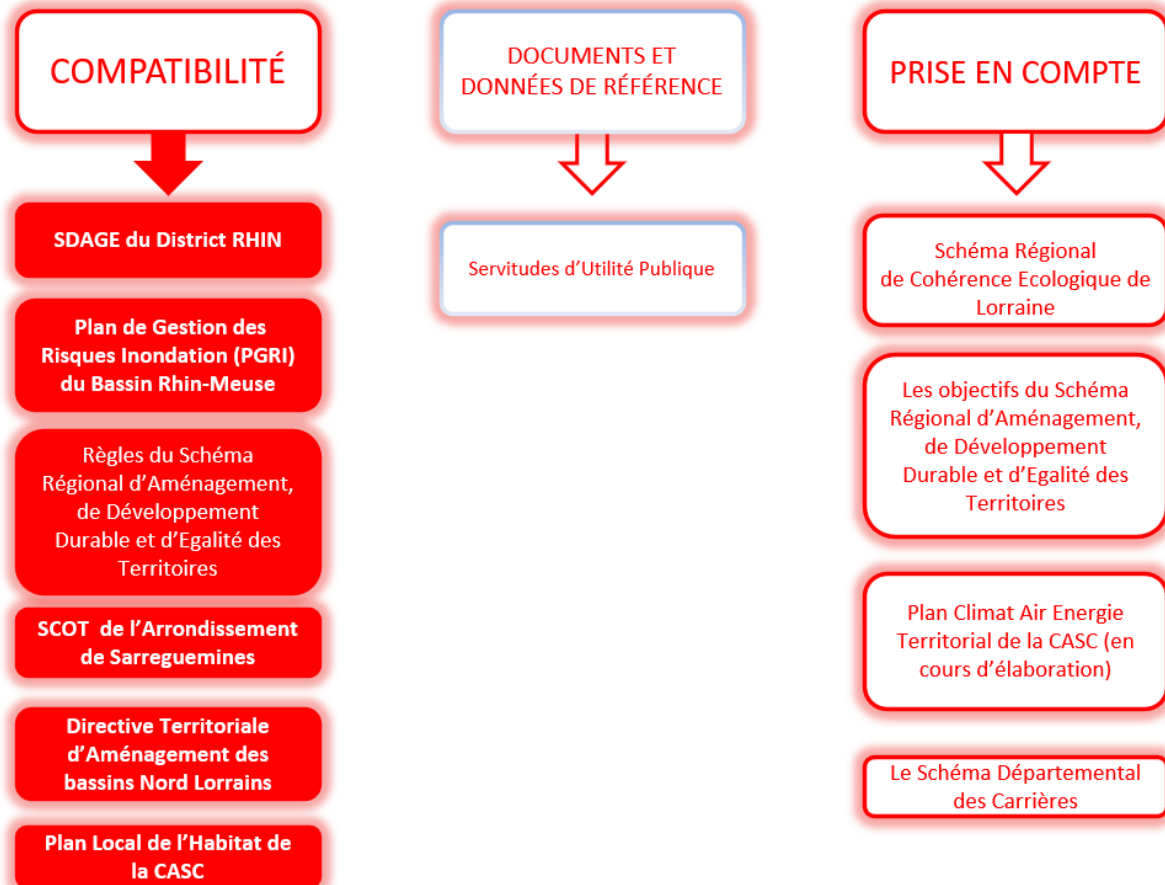 COMPATIBILITÉ
SDAGE du District RHIN
Plan de Gestion des
Risques Inondation (PGRI)
du Bassin Rhin-Meuse
Règles du Schéma
Régional d’Aménagement,
de Développement
Durable et d’Egalité des
Territoires
SCOT de l’Arrondissement
de Sarreguemines
Directive Territoriale
d’Aménagement des
bassins Nord Lorrains
Plan Local de l’Habitat de
la CASC
DOCUMENTS ET
DONNÉES DE RÉFÉRENCE
Servitudes d’Utilité Publique
PRISE EN COMPTE
Schéma Régional
de Cohérence Ecologique de
Lorraine
Les objectifs du Schéma
Régional d’Aménagement,
de Développement
Durable et d’Egalité des
Territoires
Plan Climat Air Energie
Territorial de la CASC (en
cours d’élaboration)
Le Schéma Départemental
des Carrières